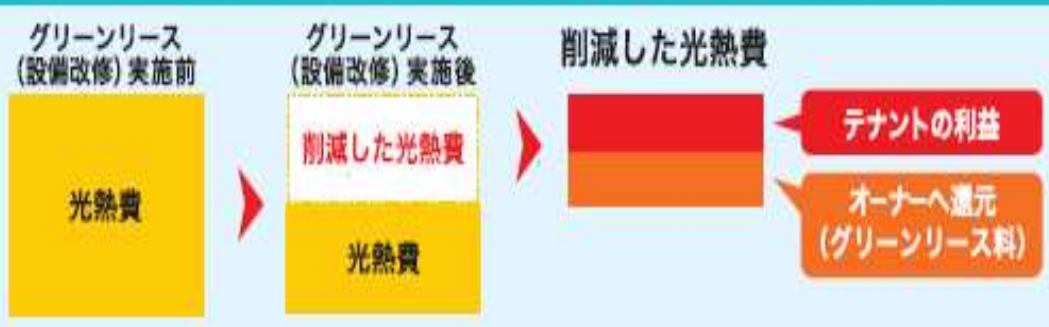 グリーンリース
(設備改修)実施前
光熱費
グリーンリース
(設備改修)実施後
削減した光熱費
光熱費
削減した光熱費
テナントの利益
オーナーへ還元
(グリーンリース料)